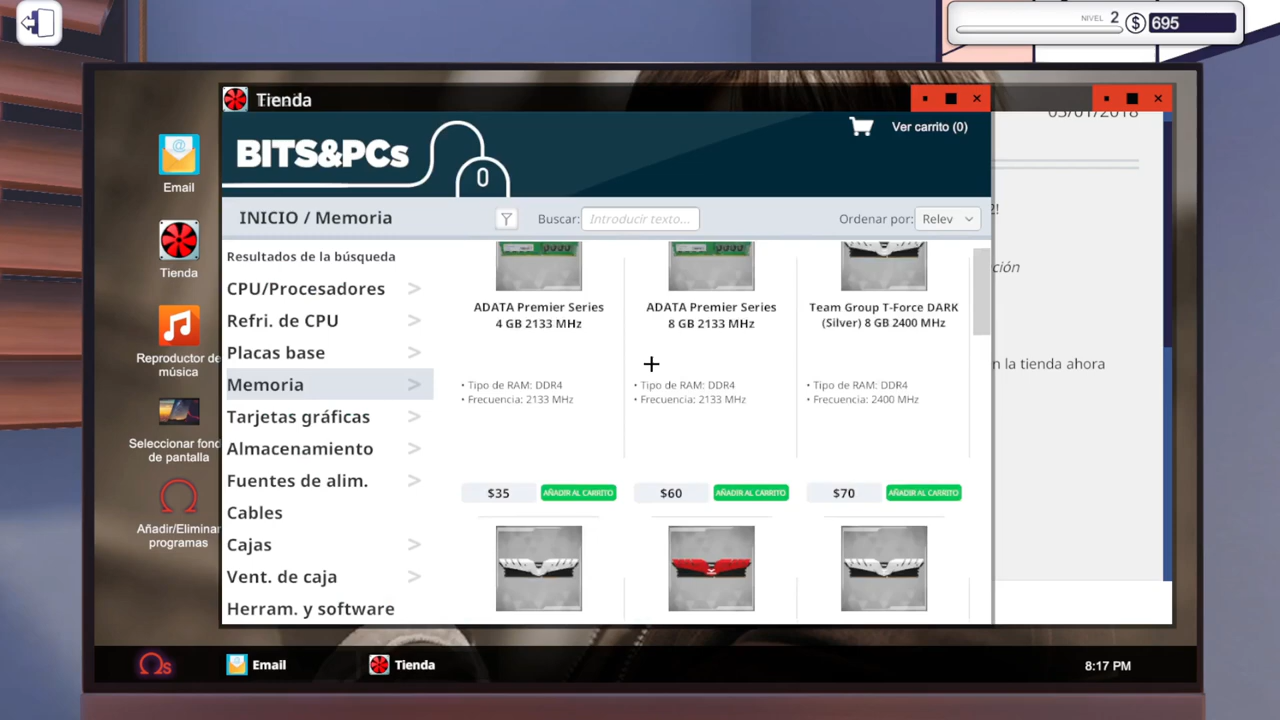 NIVEL 2 $ 695
Tienda
05/01/2018
BITS&PCs
Ver carrito (0)
INICIO / Memoria
Buscar: Introducir texto...
Ordenar por: Relev
Resultados de la búsqueda
CPU/Procesadores >
Refri. de CPU >
Placas base >
Memoria >
Tarjetas gráficas >
Almacenamiento >
Fuentes de alim. >
Cables
Cajas >
Vent. de caja >
Herram. y software
ADATA Premier Series
4 GB 2133 MHz
• Tipo de RAM: DDR4
• Frecuencia: 2133 MHz
$35 AÑADIR AL CARRITO
ADATA Premier Series
8 GB 2133 MHz
• Tipo de RAM: DDR4
• Frecuencia: 2133 MHz
$60 AÑADIR AL CARRITO
Team Group T-Force DARK
(Silver) 8 GB 2400 MHz
• Tipo de RAM: DDR4
• Frecuencia: 2400 MHz
$70 AÑADIR AL CARRITO
2!
ción
n la tienda ahora
Email
Tienda
Reproductor de
música
Seleccionar fond
de pantalla
Añadir/Eliminar
programas
Ωs
Email
Tienda
8:17 PM